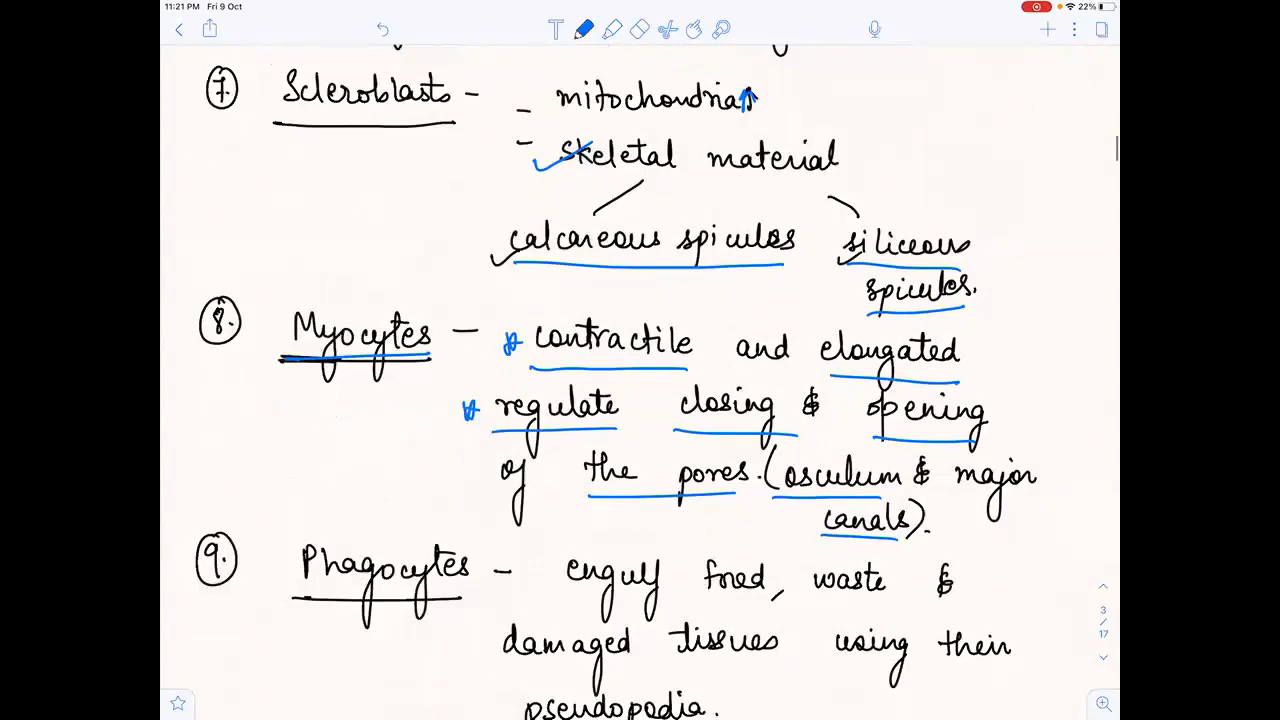 11:21 PM Fri 9 Oct
22%
7. Scleroblasts - - mitochondria ↑
- skeletal material
calcareous spicules siliceous
spicules.
8. Myocytes - * contractile and elongated
* regulate closing & opening
of the pores. (osculum & major
canals).
9. Phagocytes - engulf food, waste &
damaged tissues using their
pseudopodia.
3
/
17